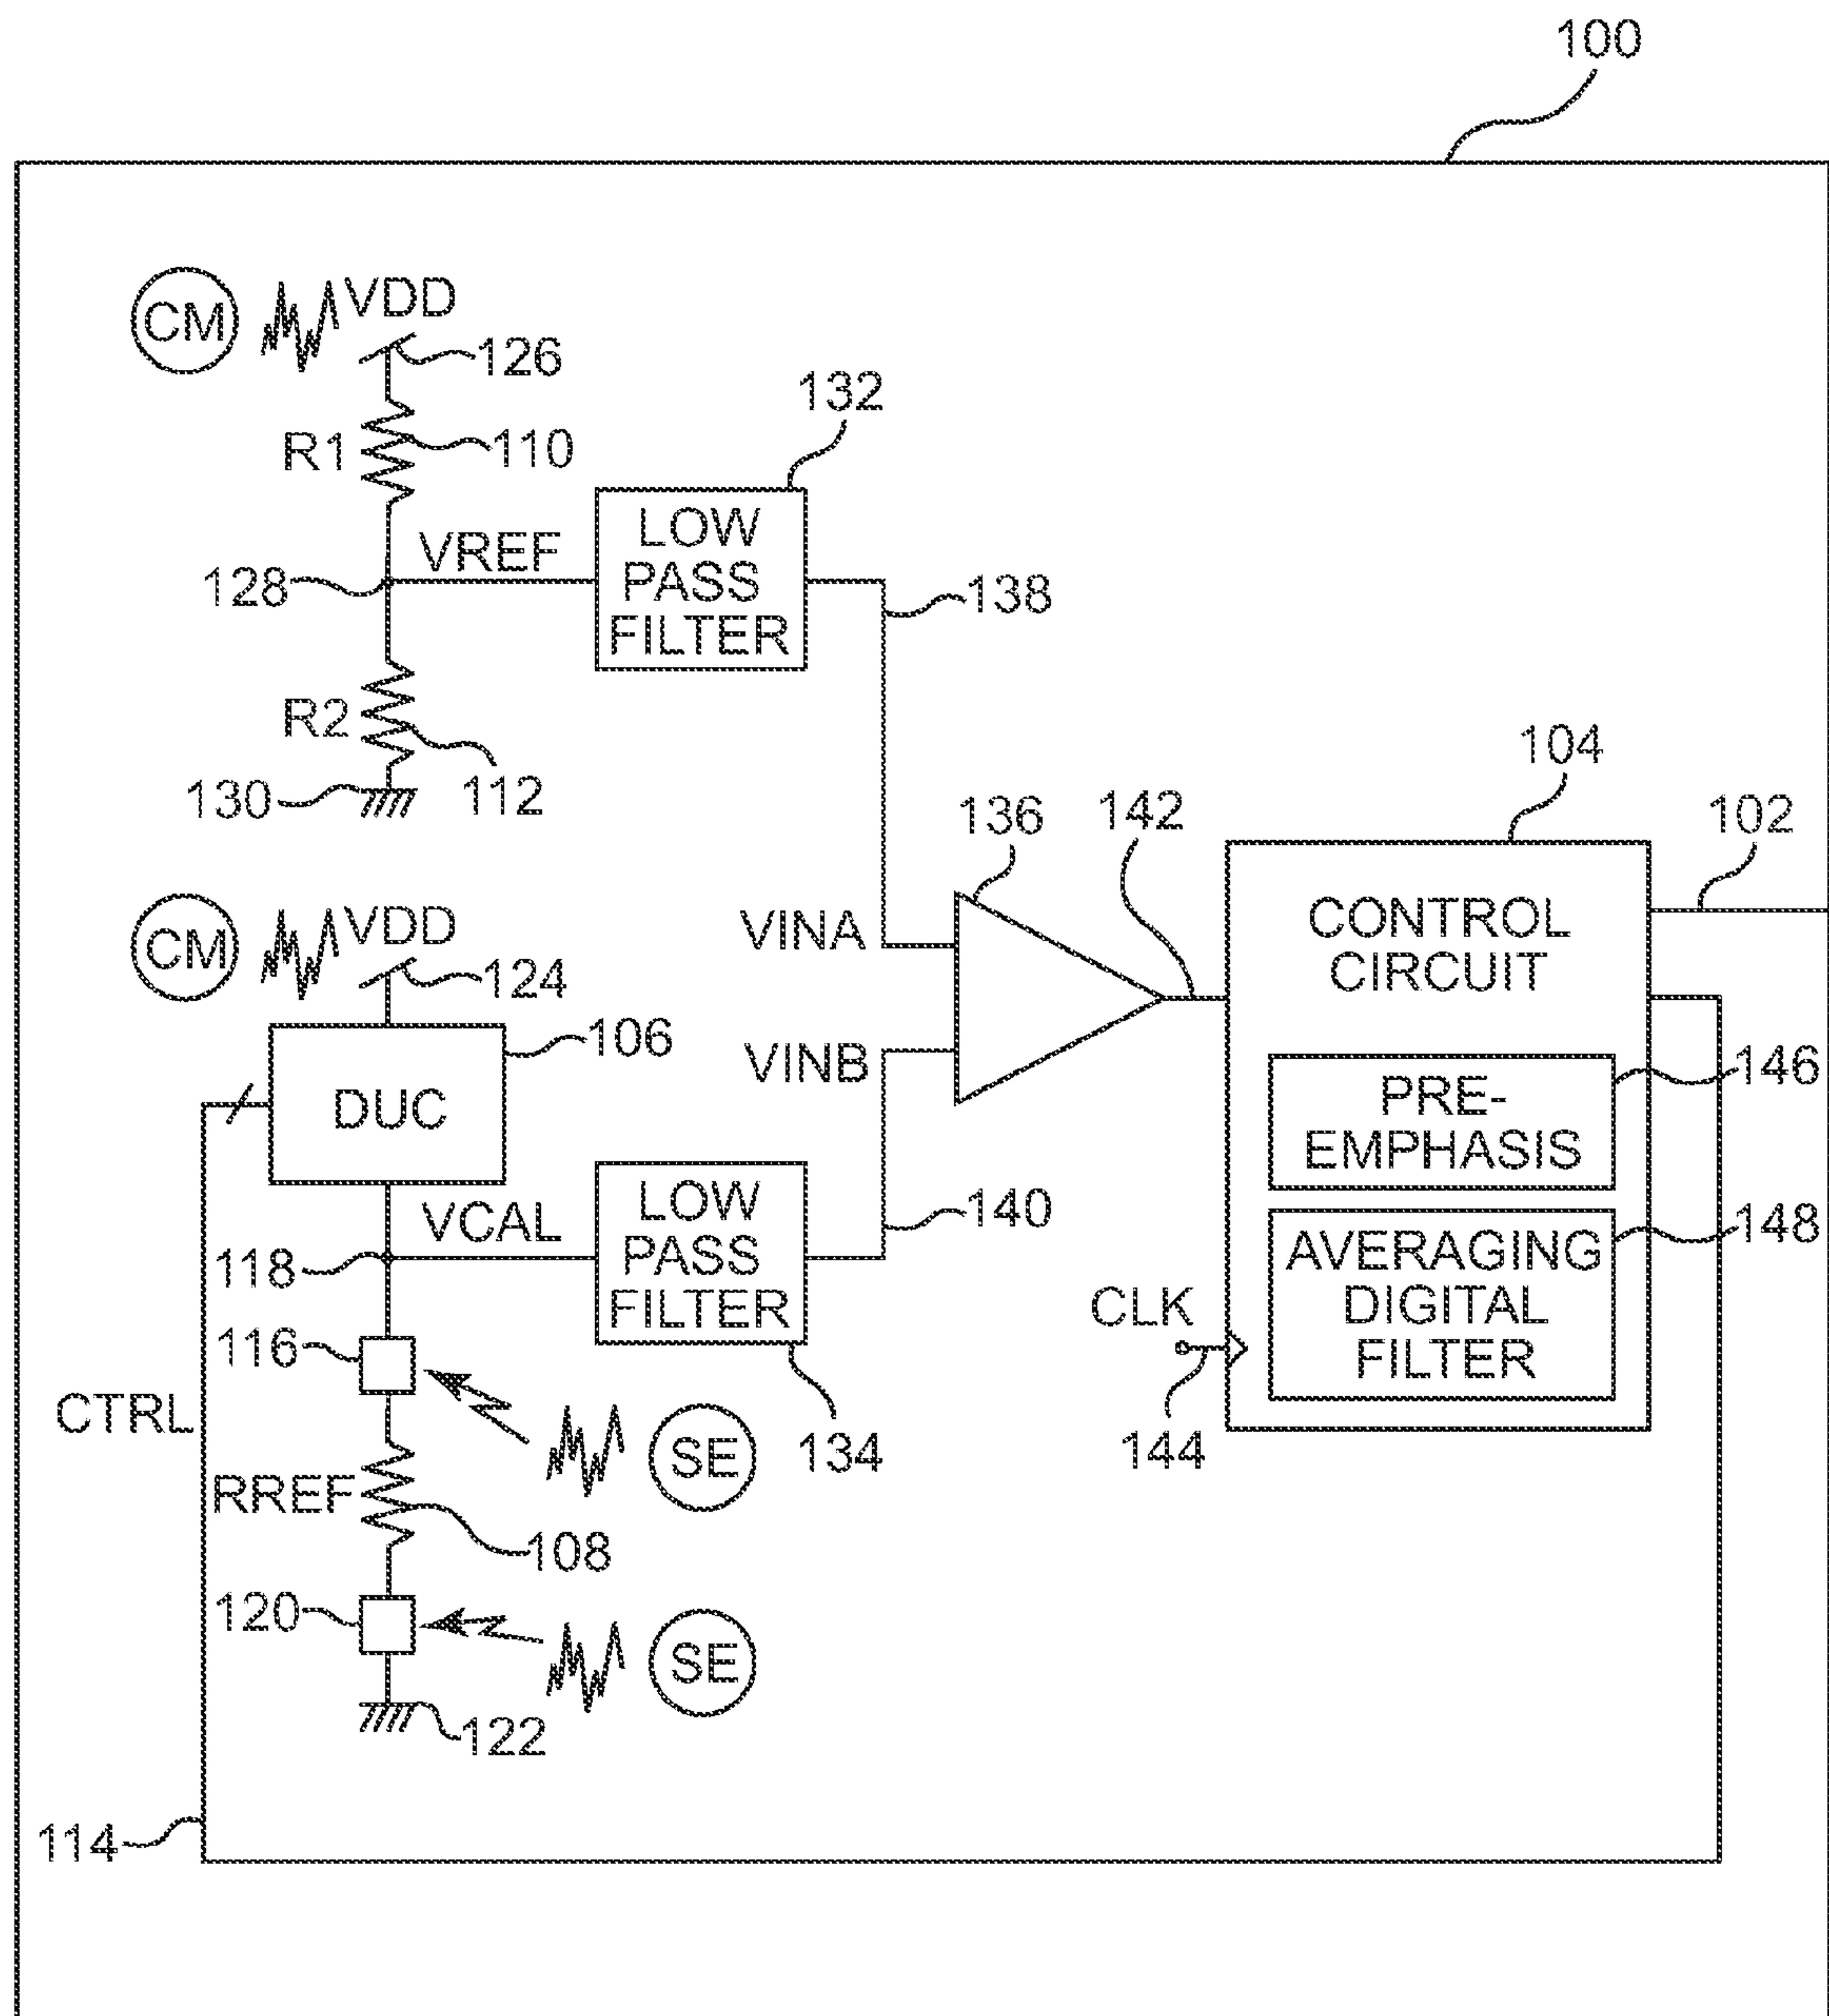 100
CM
VDD
126
R1
110
132
LOW
PASS
FILTER
VREF
128
138
R2
112
130
104
102
136
142
CM
VDD
124
VINA
CONTROL
CIRCUIT
106
DUC
VINB
146
PRE-
EMPHASIS
VCAL
LOW
PASS
FILTER
140
148
AVERAGING
DIGITAL
FILTER
118
CLK
116
CTRL
134
144
SE
RREF
108
120
SE
122
114